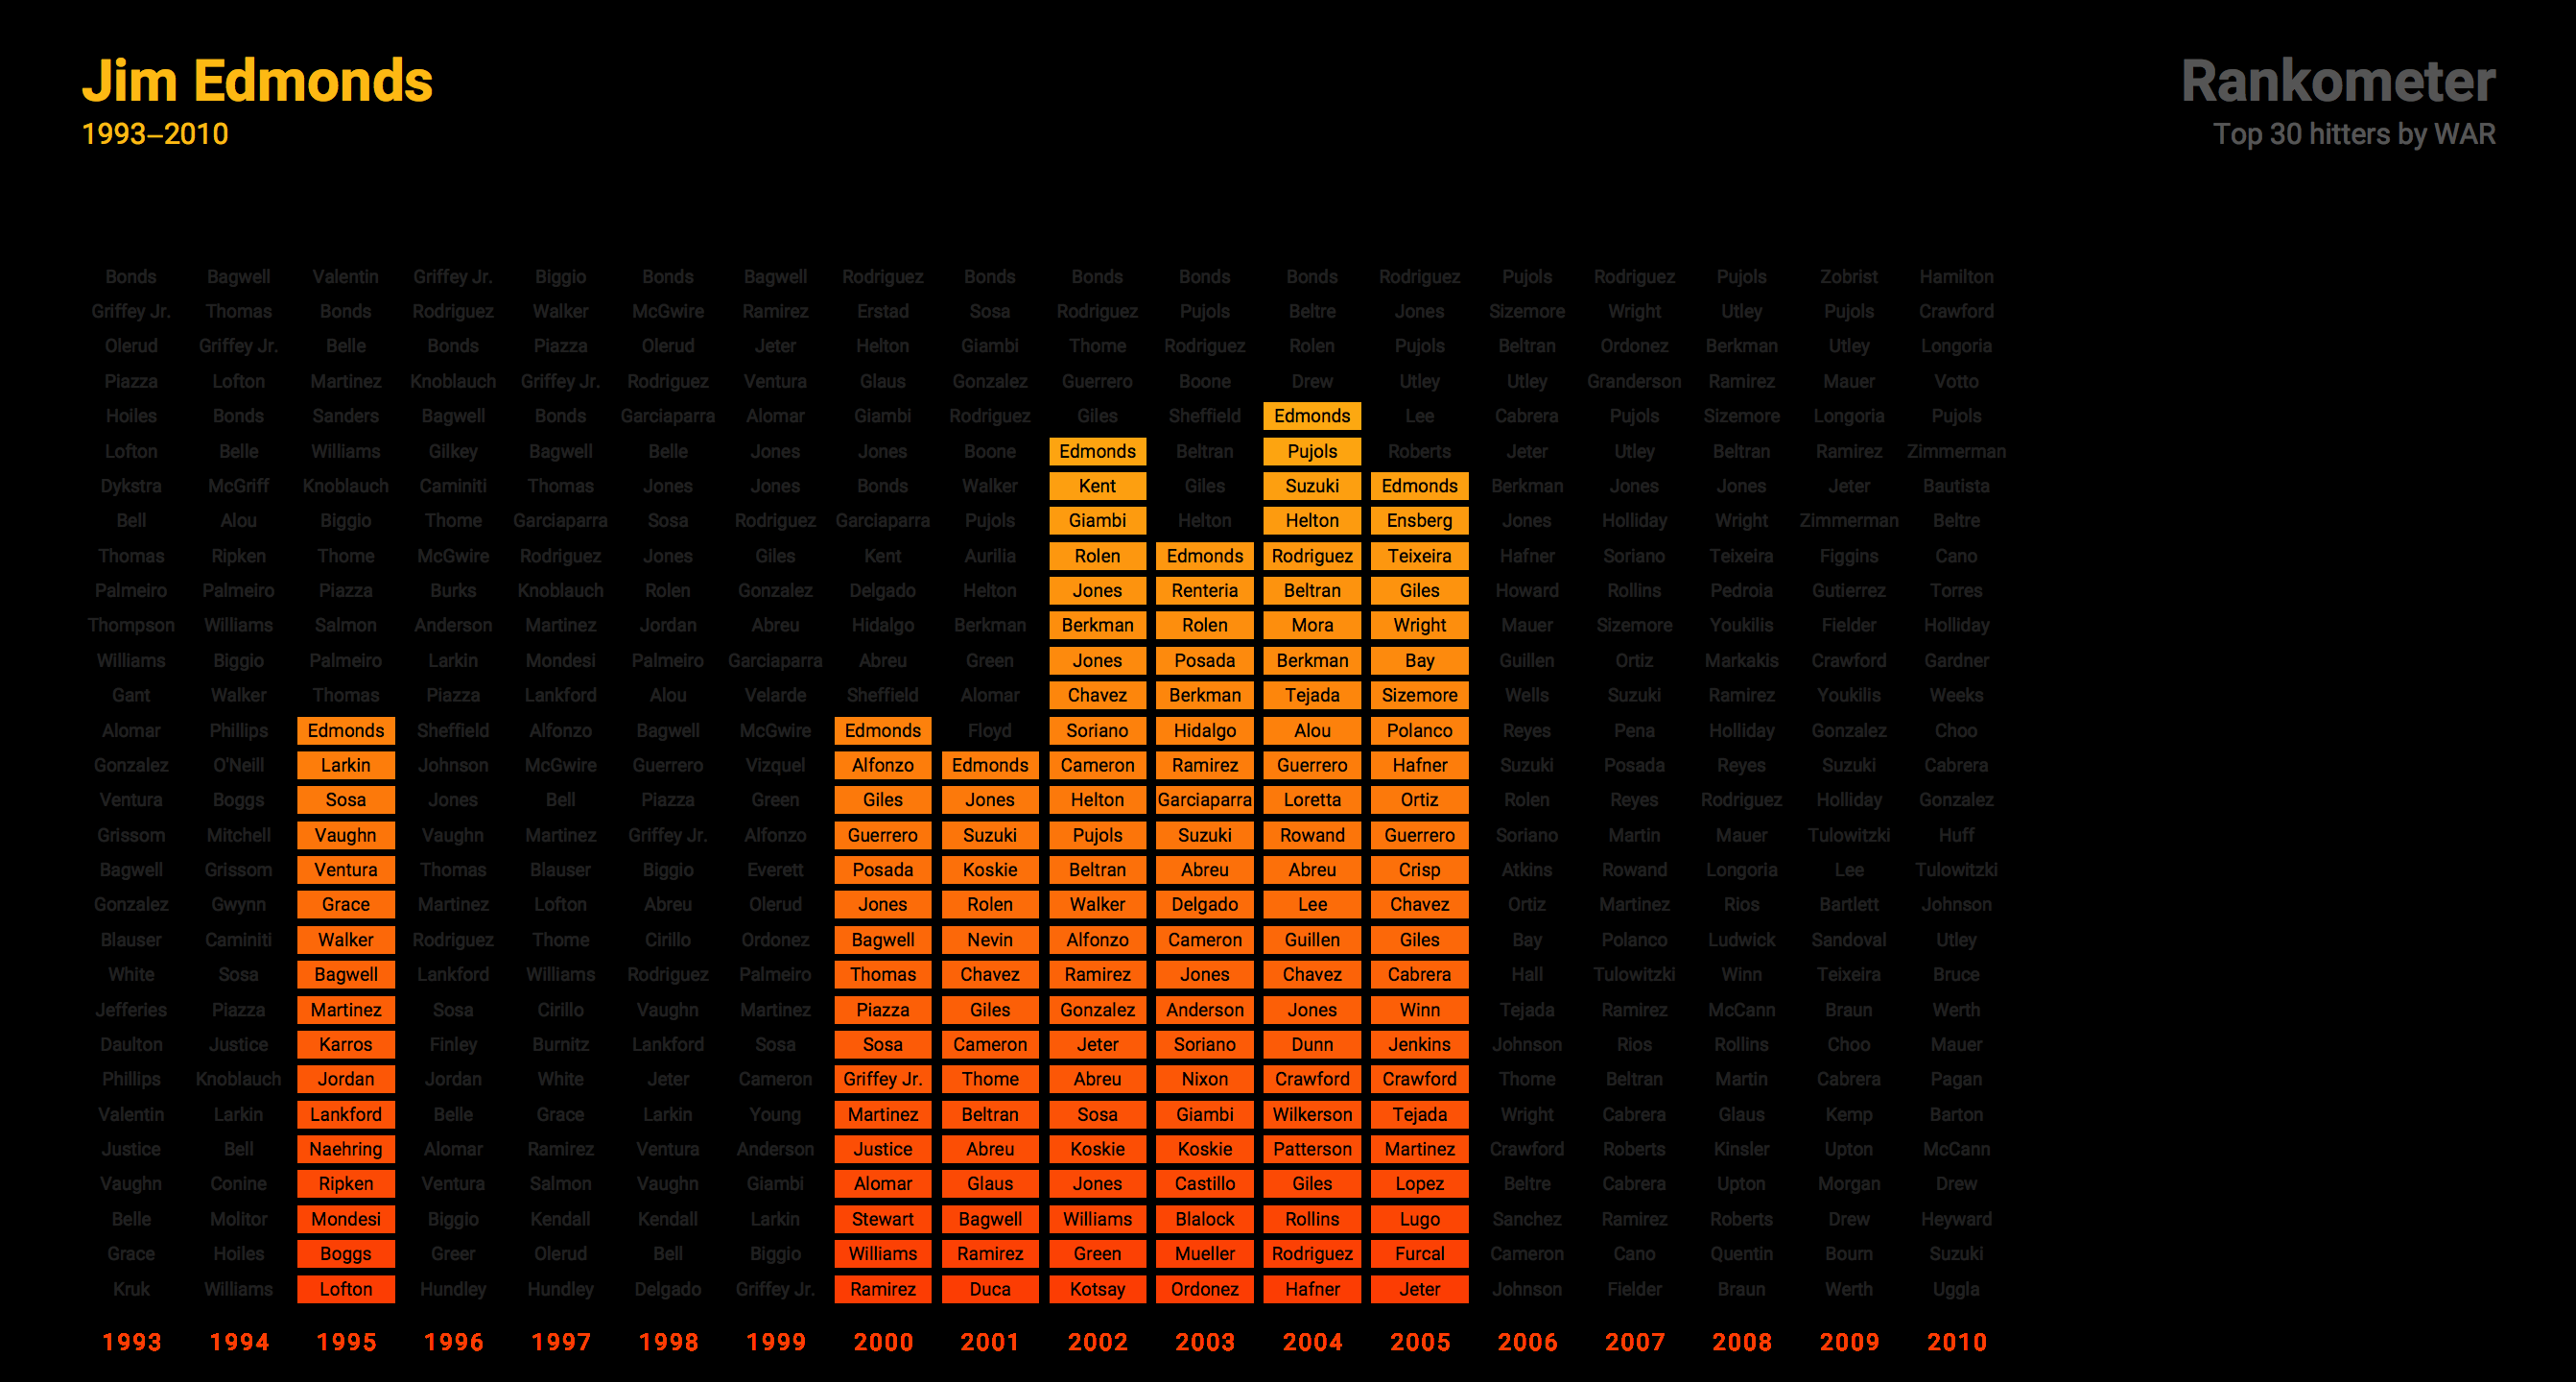 Jim Edmonds
1993–2010
Rankometer
Top 30 hitters by WAR
Bonds Bagwell Valentin Griffey Jr. Biggio Bonds Bagwell Rodriguez Bonds Bonds Bonds Bonds Rodriguez Pujols Rodriguez Pujols Zobrist Hamilton
Griffey Jr. Thomas Bonds Rodriguez Walker McGwire Ramirez Erstad Sosa Rodriguez Pujols Beltre Jones Sizemore Wright Utley Pujols Crawford
Olerud Griffey Jr. Belle Bonds Piazza Olerud Jeter Helton Giambi Thome Rodriguez Rolen Pujols Beltran Ordonez Berkman Utley Longoria
Piazza Lofton Martinez Knoblauch Griffey Jr. Rodriguez Ventura Glaus Gonzalez Guerrero Boone Drew Utley Utley Granderson Ramirez Mauer Votto
Hoiles Bonds Sanders Bagwell Bonds Garciaparra Alomar Giambi Rodriguez Giles Sheffield Edmonds Lee Cabrera Pujols Sizemore Longoria Pujols
Lofton Belle Williams Gilkey Bagwell Belle Jones Jones Boone Edmonds Beltran Pujols Roberts Jeter Utley Beltran Ramirez Zimmerman
Dykstra McGriff Knoblauch Caminiti Thomas Jones Jones Bonds Walker Kent Giles Suzuki Edmonds Berkman Jones Jones Jeter Bautista
Bell Alou Biggio Thome Garciaparra Sosa Rodriguez Garciaparra Pujols Giambi Helton Helton Ensberg Jones Holliday Wright Zimmerman Beltre
Thomas Ripken Thome McGwire Rodriguez Jones Giles Kent Aurilia Rolen Edmonds Rodriguez Teixeira Hafner Soriano Teixeira Figgins Cano
Palmeiro Palmeiro Piazza Burks Knoblauch Rolen Gonzalez Delgado Helton Jones Renteria Beltran Giles Howard Rollins Pedroia Gutierrez Torres
Thompson Williams Salmon Anderson Martinez Jordan Abreu Hidalgo Berkman Berkman Rolen Mora Wright Mauer Sizemore Youkilis Fielder Holliday
Williams Biggio Palmeiro Larkin Mondesi Palmeiro Garciaparra Abreu Green Jones Posada Berkman Bay Guillen Ortiz Markakis Crawford Gardner
Gant Walker Thomas Piazza Lankford Alou Velarde Sheffield Alomar Chavez Berkman Tejada Sizemore Wells Suzuki Ramirez Youkilis Weeks
Alomar Phillips Edmonds Sheffield Alfonzo Bagwell McGwire Edmonds Floyd Soriano Hidalgo Alou Polanco Reyes Pena Holliday Gonzalez Choo
Gonzalez O'Neill Larkin Johnson McGwire Guerrero Vizquel Alfonzo Edmonds Cameron Ramirez Guerrero Hafner Suzuki Posada Reyes Suzuki Cabrera
Ventura Boggs Sosa Jones Bell Piazza Green Giles Jones Helton Garciaparra Loretta Ortiz Rolen Reyes Rodriguez Holliday Gonzalez
Grissom Mitchell Vaughn Vaughn Martinez Griffey Jr. Alfonzo Guerrero Suzuki Pujols Suzuki Rowand Guerrero Soriano Martin Mauer Tulowitzki Huff
Bagwell Grissom Ventura Thomas Blauser Biggio Everett Posada Koskie Beltran Abreu Abreu Crisp Atkins Rowand Longoria Lee Tulowitzki
Gonzalez Gwynn Grace Martinez Lofton Abreu Olerud Jones Rolen Walker Delgado Lee Chavez Ortiz Martinez Rios Bartlett Johnson
Blauser Caminiti Walker Rodriguez Thome Cirillo Ordonez Bagwell Nevin Alfonzo Cameron Guillen Giles Bay Polanco Ludwick Sandoval Utley
White Sosa Bagwell Lankford Williams Rodriguez Palmeiro Thomas Chavez Ramirez Jones Chavez Cabrera Hall Tulowitzki Winn Teixeira Bruce
Jefferies Piazza Martinez Sosa Cirillo Vaughn Martinez Piazza Giles Gonzalez Anderson Jones Winn Tejada Ramirez McCann Braun Werth
Daulton Justice Karros Finley Burnitz Lankford Sosa Sosa Cameron Jeter Soriano Dunn Jenkins Johnson Rios Rollins Choo Mauer
Phillips Knoblauch Jordan Jordan White Jeter Cameron Griffey Jr. Thome Abreu Nixon Crawford Crawford Thome Beltran Martin Cabrera Pagan
Valentin Larkin Lankford Belle Grace Larkin Young Martinez Beltran Sosa Giambi Wilkerson Tejada Wright Cabrera Glaus Kemp Barton
Justice Bell Naehring Alomar Ramirez Ventura Anderson Justice Abreu Koskie Koskie Patterson Martinez Crawford Roberts Kinsler Upton McCann
Vaughn Conine Ripken Ventura Salmon Vaughn Giambi Alomar Glaus Jones Castillo Giles Lopez Beltre Cabrera Upton Morgan Drew
Belle Molitor Mondesi Biggio Kendall Kendall Larkin Stewart Bagwell Williams Blalock Rollins Lugo Sanchez Ramirez Roberts Drew Heyward
Grace Hoiles Boggs Greer Olerud Bell Biggio Williams Ramirez Green Mueller Rodriguez Furcal Cameron Cano Quentin Bourn Suzuki
Kruk Williams Lofton Hundley Hundley Delgado Griffey Jr. Ramirez Duca Kotsay Ordonez Hafner Jeter Johnson Fielder Braun Werth Uggla
1993 1994 1995 1996 1997 1998 1999 2000 2001 2002 2003 2004 2005 2006 2007 2008 2009 2010